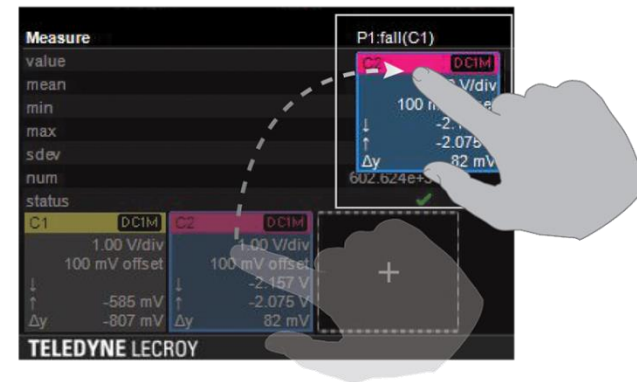 Measure P1:fall(C1)
value C2 DC1M
mean V/div
min 100 m
max ↓ -2.
sdev ↑ -2.075
num Δy 82 mV
602.624e+3
status ✓
C1 DC1M C2 DC1M
1.00 V/div 1.00 V/div
100 mV offset 100 mV offset +
↓ ↓ -2.157 V
↑ -585 mV ↑ -2.075 V
Δy -807 mV Δy 82 mV
TELEDYNE LECROY